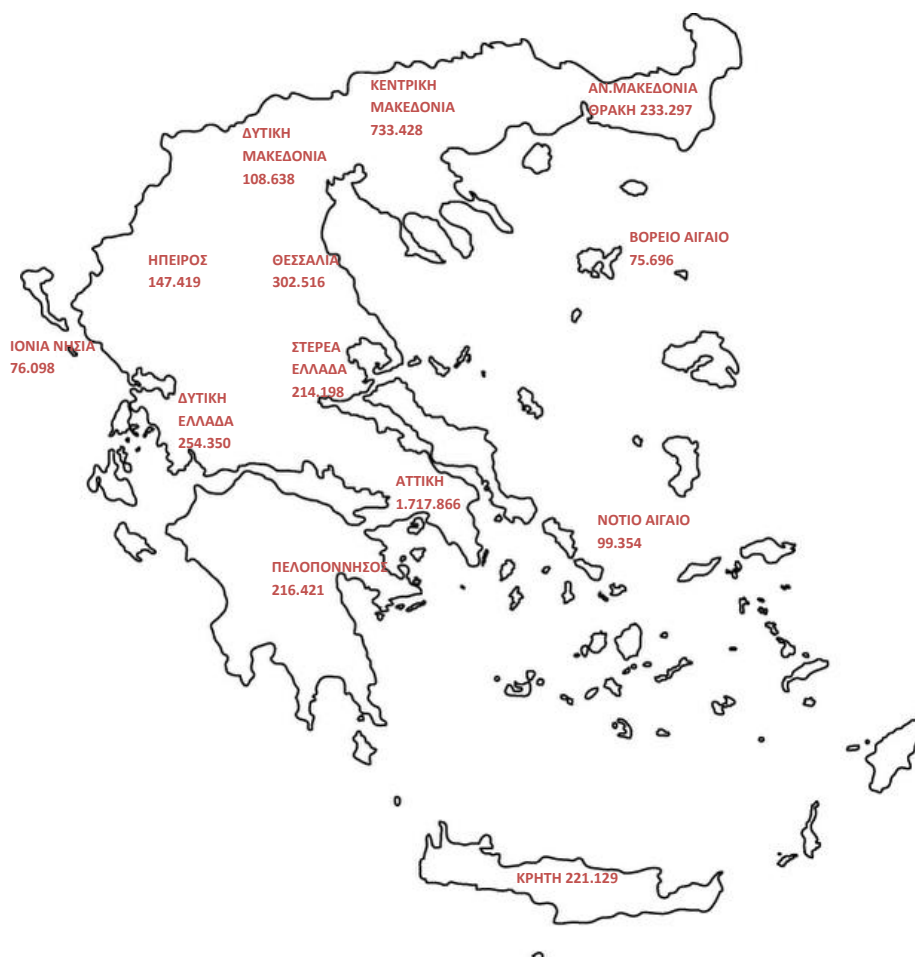 ΚΕΝΤΡΙΚΗ
ΜΑΚΕΔΟΝΙΑ
733.428
ΑΝ.ΜΑΚΕΔΟΝΙΑ
ΘΡΑΚΗ 233.297
ΔΥΤΙΚΗ
ΜΑΚΕΔΟΝΙΑ
108.638
ΒΟΡΕΙΟ ΑΙΓΑΙΟ
75.696
ΗΠΕΙΡΟΣ
147.419
ΘΕΣΣΑΛΙΑ
302.516
ΙΟΝΙΑ ΝΗΣΙΑ
76.098
ΣΤΕΡΕΑ
ΕΛΛΑΔΑ
214.198
ΔΥΤΙΚΗ
ΕΛΛΑΔΑ
254.350
ΑΤΤΙΚΗ
1.717.866
ΝΟΤΙΟ ΑΙΓΑΙΟ
99.354
ΠΕΛΟΠΟΝΝΗΣΟΣ
216.421
ΚΡΗΤΗ 221.129